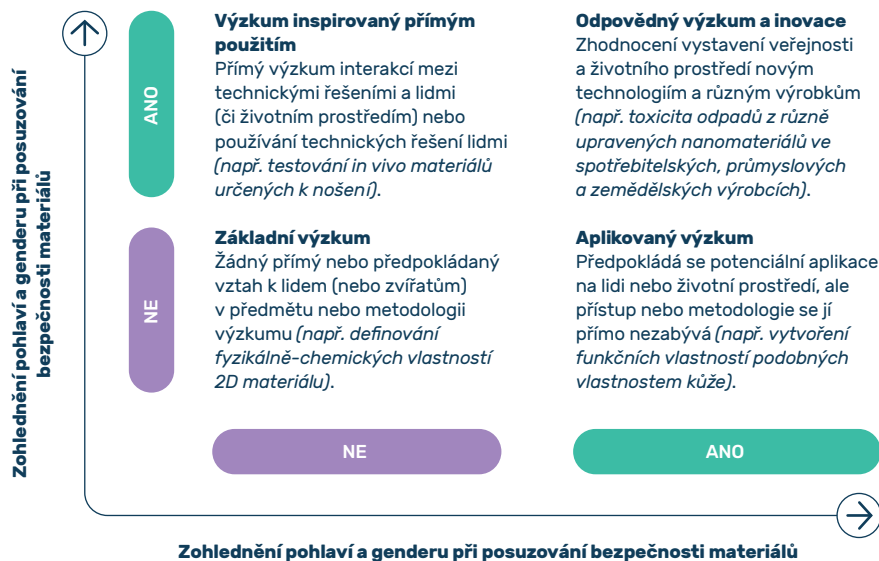 Zohlednění pohlaví a genderu při posuzování
bezpečnosti materiálů
ANO
Výzkum inspirovaný přímým
použitím
Přímý výzkum interakcí mezi
technickými řešeními a lidmi
(či životním prostředím) nebo
používání technických řešení lidmi
(např. testování in vivo materiálů
určených k nošení).
Odpovědný výzkum a inovace
Zhodnocení vystavení veřejnosti
a životního prostředí novým
technologiím a různým výrobkům
(např. toxicita odpadů z různě
upravených nanomateriálů ve
spotřebitelských, průmyslových
a zemědělských výrobcích).
NE
Základní výzkum
Žádný přímý nebo předpokládaný
vztah k lidem (nebo zvířatům)
v předmětu nebo metodologii
výzkumu (např. definování
fyzikálně-chemických vlastností
2D materiálu).
Aplikovaný výzkum
Předpokládá se potenciální aplikace
na lidi nebo životní prostředí, ale
přístup nebo metodologie se jí
přímo nezabývá (např. vytvoření
funkčních vlastností podobných
vlastnostem kůže).
NE
ANO
Zohlednění pohlaví a genderu při posuzování bezpečnosti materiálů